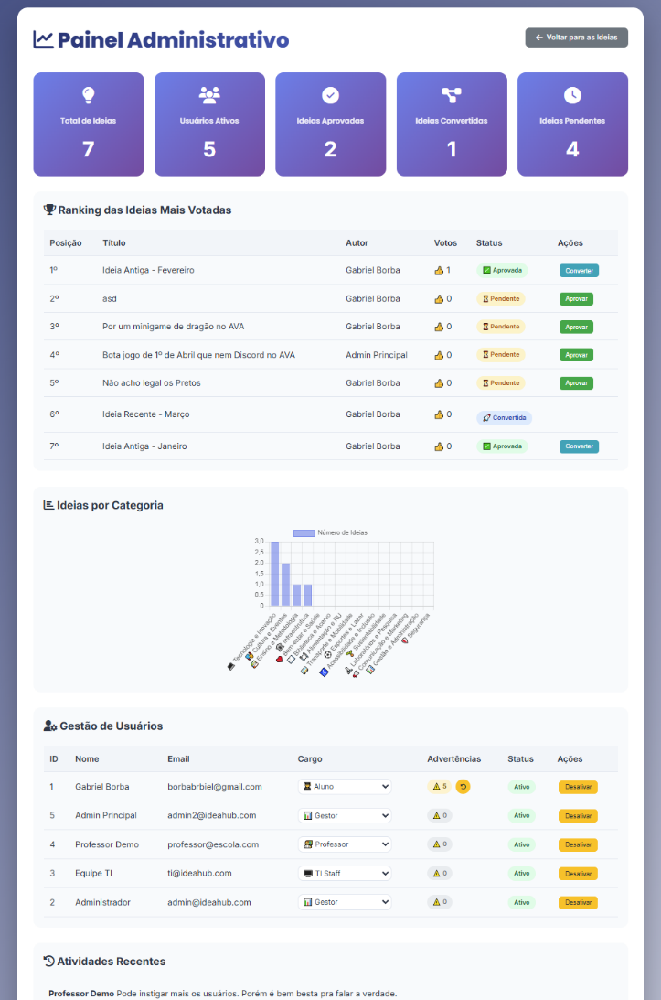 Painel Administrativo
← Voltar para as Ideias
Total de Ideias
7
Usuários Ativos
5
Ideias Aprovadas
2
Ideias Convertidas
1
Ideias Pendentes
4
Ranking das Ideias Mais Votadas
Posição Título Autor Votos Status Ações
1º Ideia Antiga - Fevereiro Gabriel Borba 👍 1 ✅ Aprovada Converter
2º asd Gabriel Borba 👍 0 ⏳ Pendente Aprovar
3º Por um minigame de dragão no AVA Gabriel Borba 👍 0 ⏳ Pendente Aprovar
4º Bota jogo de 1º de Abril que nem Discord no AVA Admin Principal 👍 0 ⏳ Pendente Aprovar
5º Não acho legal os Pretos Gabriel Borba 👍 0 ⏳ Pendente Aprovar
6º Ideia Recente - Março Gabriel Borba 👍 0 🚀 Convertida
7º Ideia Antiga - Janeiro Gabriel Borba 👍 0 ✅ Aprovada Converter
Ideias por Categoria
Número de Ideias
3,0
2,5
2,0
1,5
1,0
0,5
0
Tecnologia e Inovação
Cultura e Eventos
Ensino e Metodologia
Infraestrutura
Bem-estar e Saúde
Biblioteca e Acervo
Alimentação e RU
Transporte e Mobilidade
Esportes e Lazer
Sustentabilidade
Acessibilidade e Inclusão
Laboratórios e Pesquisa
Comunicação e Marketing
Gestão e Administração
Segurança
Gestão de Usuários
ID Nome Email Cargo Advertências Status Ações
1 Gabriel Borba borbabrbiel@gmail.com Aluno ⚠ 5 Ativo Desativar
5 Admin Principal admin2@ideahub.com Gestor ⚠ 0 Ativo Desativar
4 Professor Demo professor@escola.com Professor ⚠ 0 Ativo Desativar
3 Equipe TI ti@ideahub.com TI Staff ⚠ 0 Ativo Desativar
2 Administrador admin@ideahub.com Gestor ⚠ 0 Ativo Desativar
Atividades Recentes
Professor Demo Pode instigar mais os usuários. Porém é bem besta pra falar a verdade.